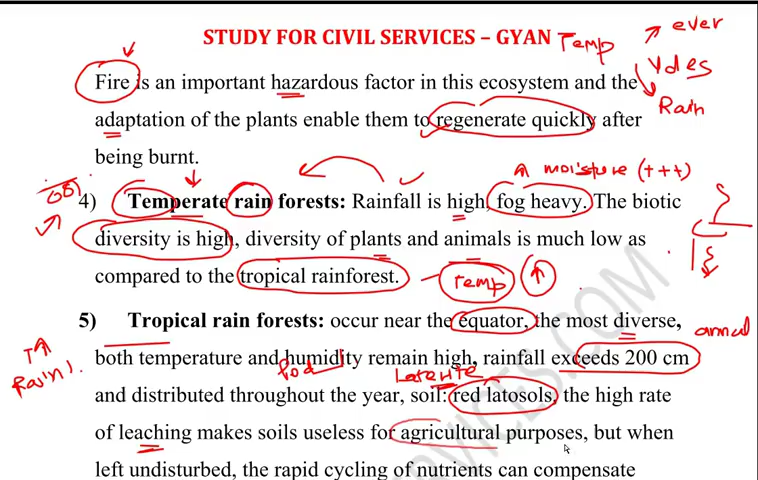 STUDY FOR CIVIL SERVICES – GYAN Temp
ever
des
Rain
Fire is an important hazardous factor in this ecosystem and the
adaptation of the plants enable them to regenerate quickly after
being burnt.
moisture (+++)
4) Temperate rain forests: Rainfall is high, fog heavy. The biotic
diversity is high, diversity of plants and animals is much low as
compared to the tropical rainforest. Temp
5) Tropical rain forests: occur near the equator, the most diverse,
annual
both temperature and humidity remain high, rainfall exceeds 200 cm
Rain
Laterite
and distributed throughout the year, soil: red latosols, the high rate
of leaching makes soils useless for agricultural purposes, but when
left undisturbed, the rapid cycling of nutrients can compensate